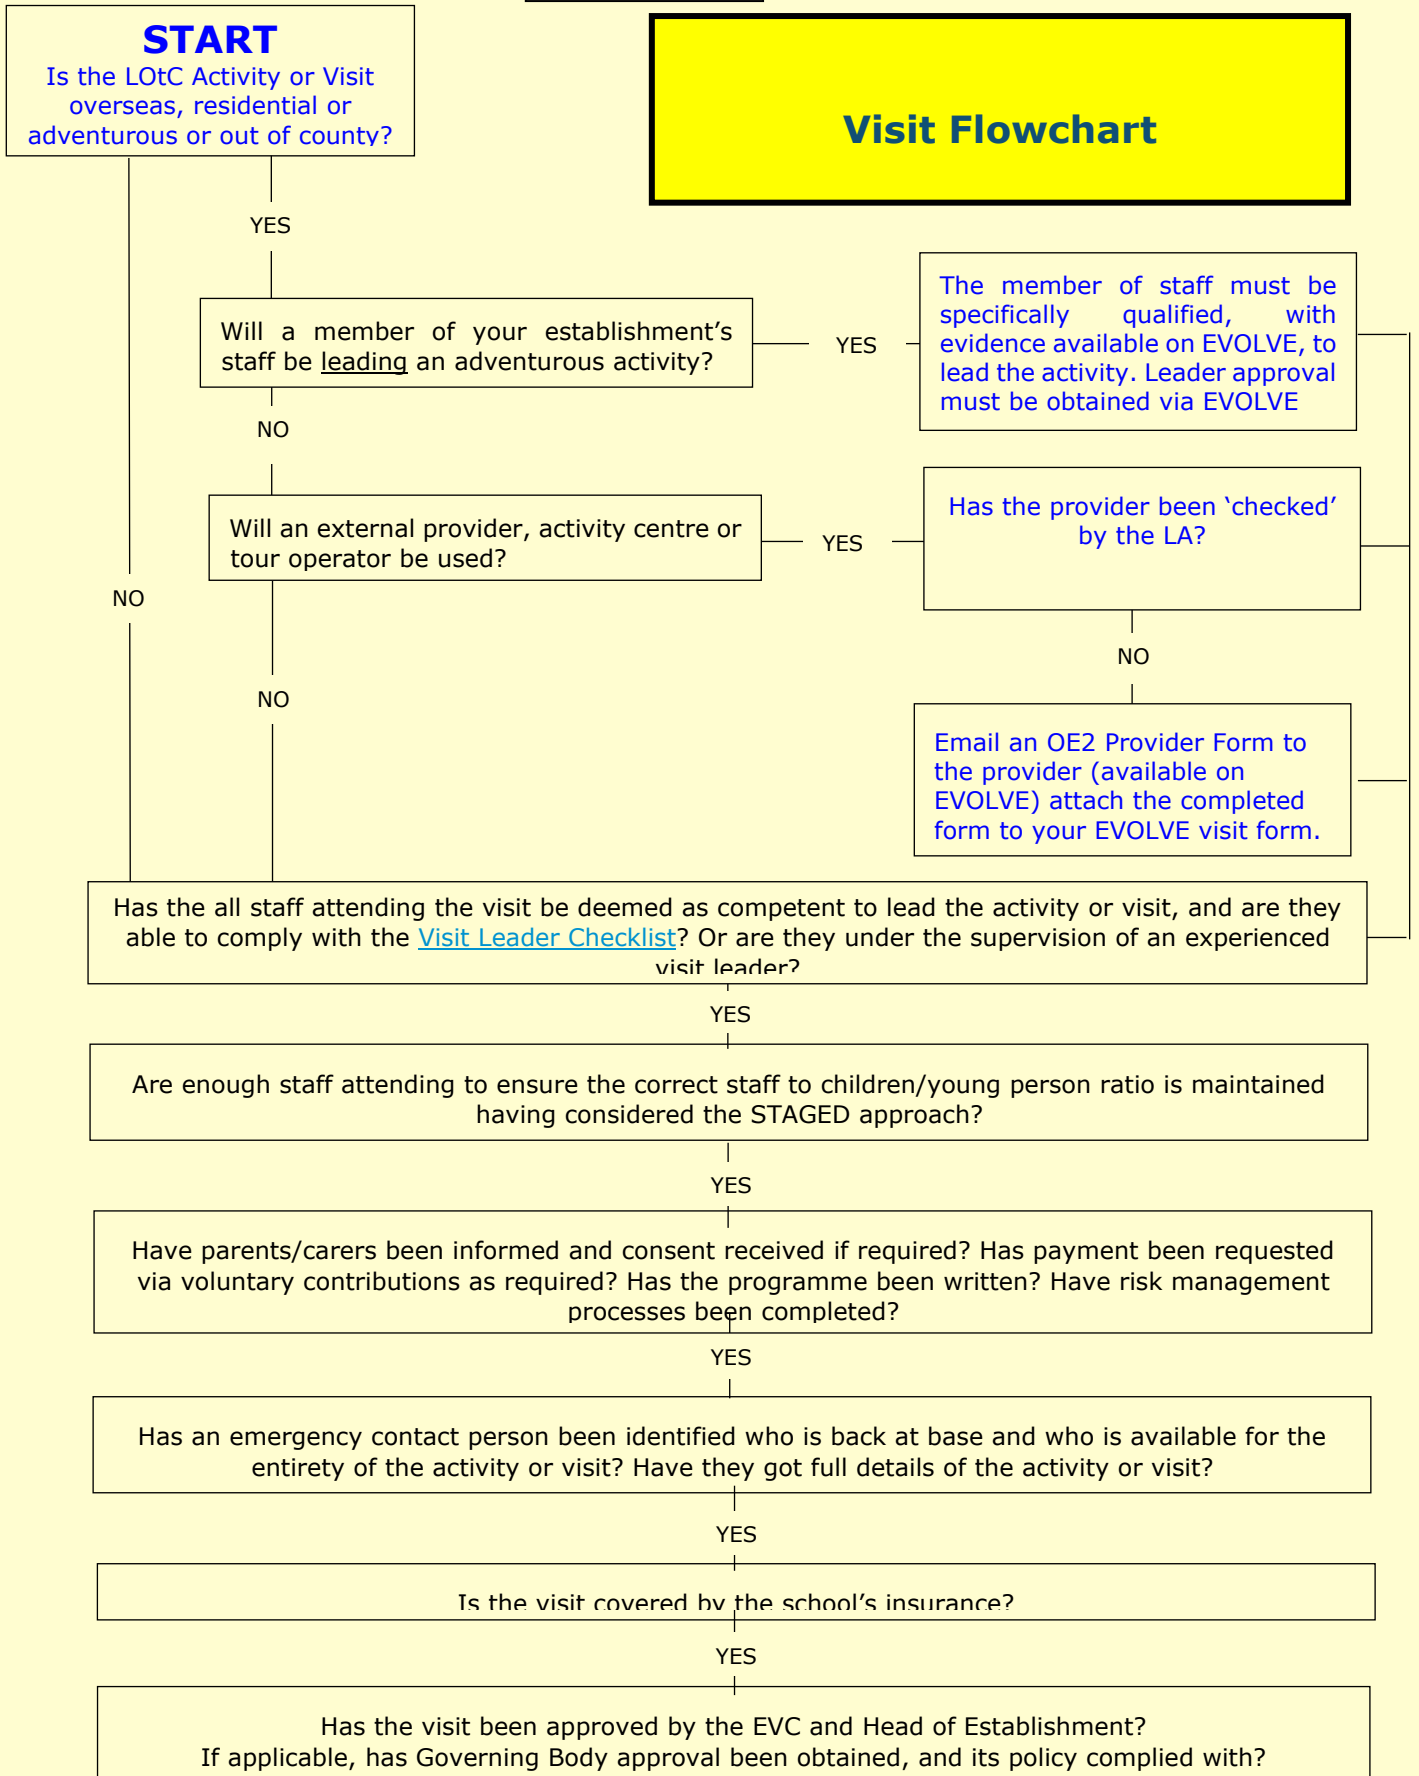 START
Is the LOtC Activity or Visit
overseas, residential or
adventurous or out of county?
Visit Flowchart
YES
Will a member of your establishment's
staff be leading an adventurous activity?
YES
The member of staff must be
specifically qualified, with
evidence available on EVOLVE, to
lead the activity. Leader approval
must be obtained via EVOLVE
NO
Will an external provider, activity centre or
tour operator be used?
YES
Has the provider been ‘checked’
by the LA?
NO
NO
NO
Email an OE2 Provider Form to
the provider (available on
EVOLVE) attach the completed
form to your EVOLVE visit form.
Has the all staff attending the visit be deemed as competent to lead the activity or visit, and are they
able to comply with the Visit Leader Checklist? Or are they under the supervision of an experienced
visit leader?
YES
Are enough staff attending to ensure the correct staff to children/young person ratio is maintained
having considered the STAGED approach?
YES
Have parents/carers been informed and consent received if required? Has payment been requested
via voluntary contributions as required? Has the programme been written? Have risk management
processes been completed?
YES
Has an emergency contact person been identified who is back at base and who is available for the
entirety of the activity or visit? Have they got full details of the activity or visit?
YES
Is the visit covered by the school's insurance?
YES
Has the visit been approved by the EVC and Head of Establishment?
If applicable, has Governing Body approval been obtained, and its policy complied with?